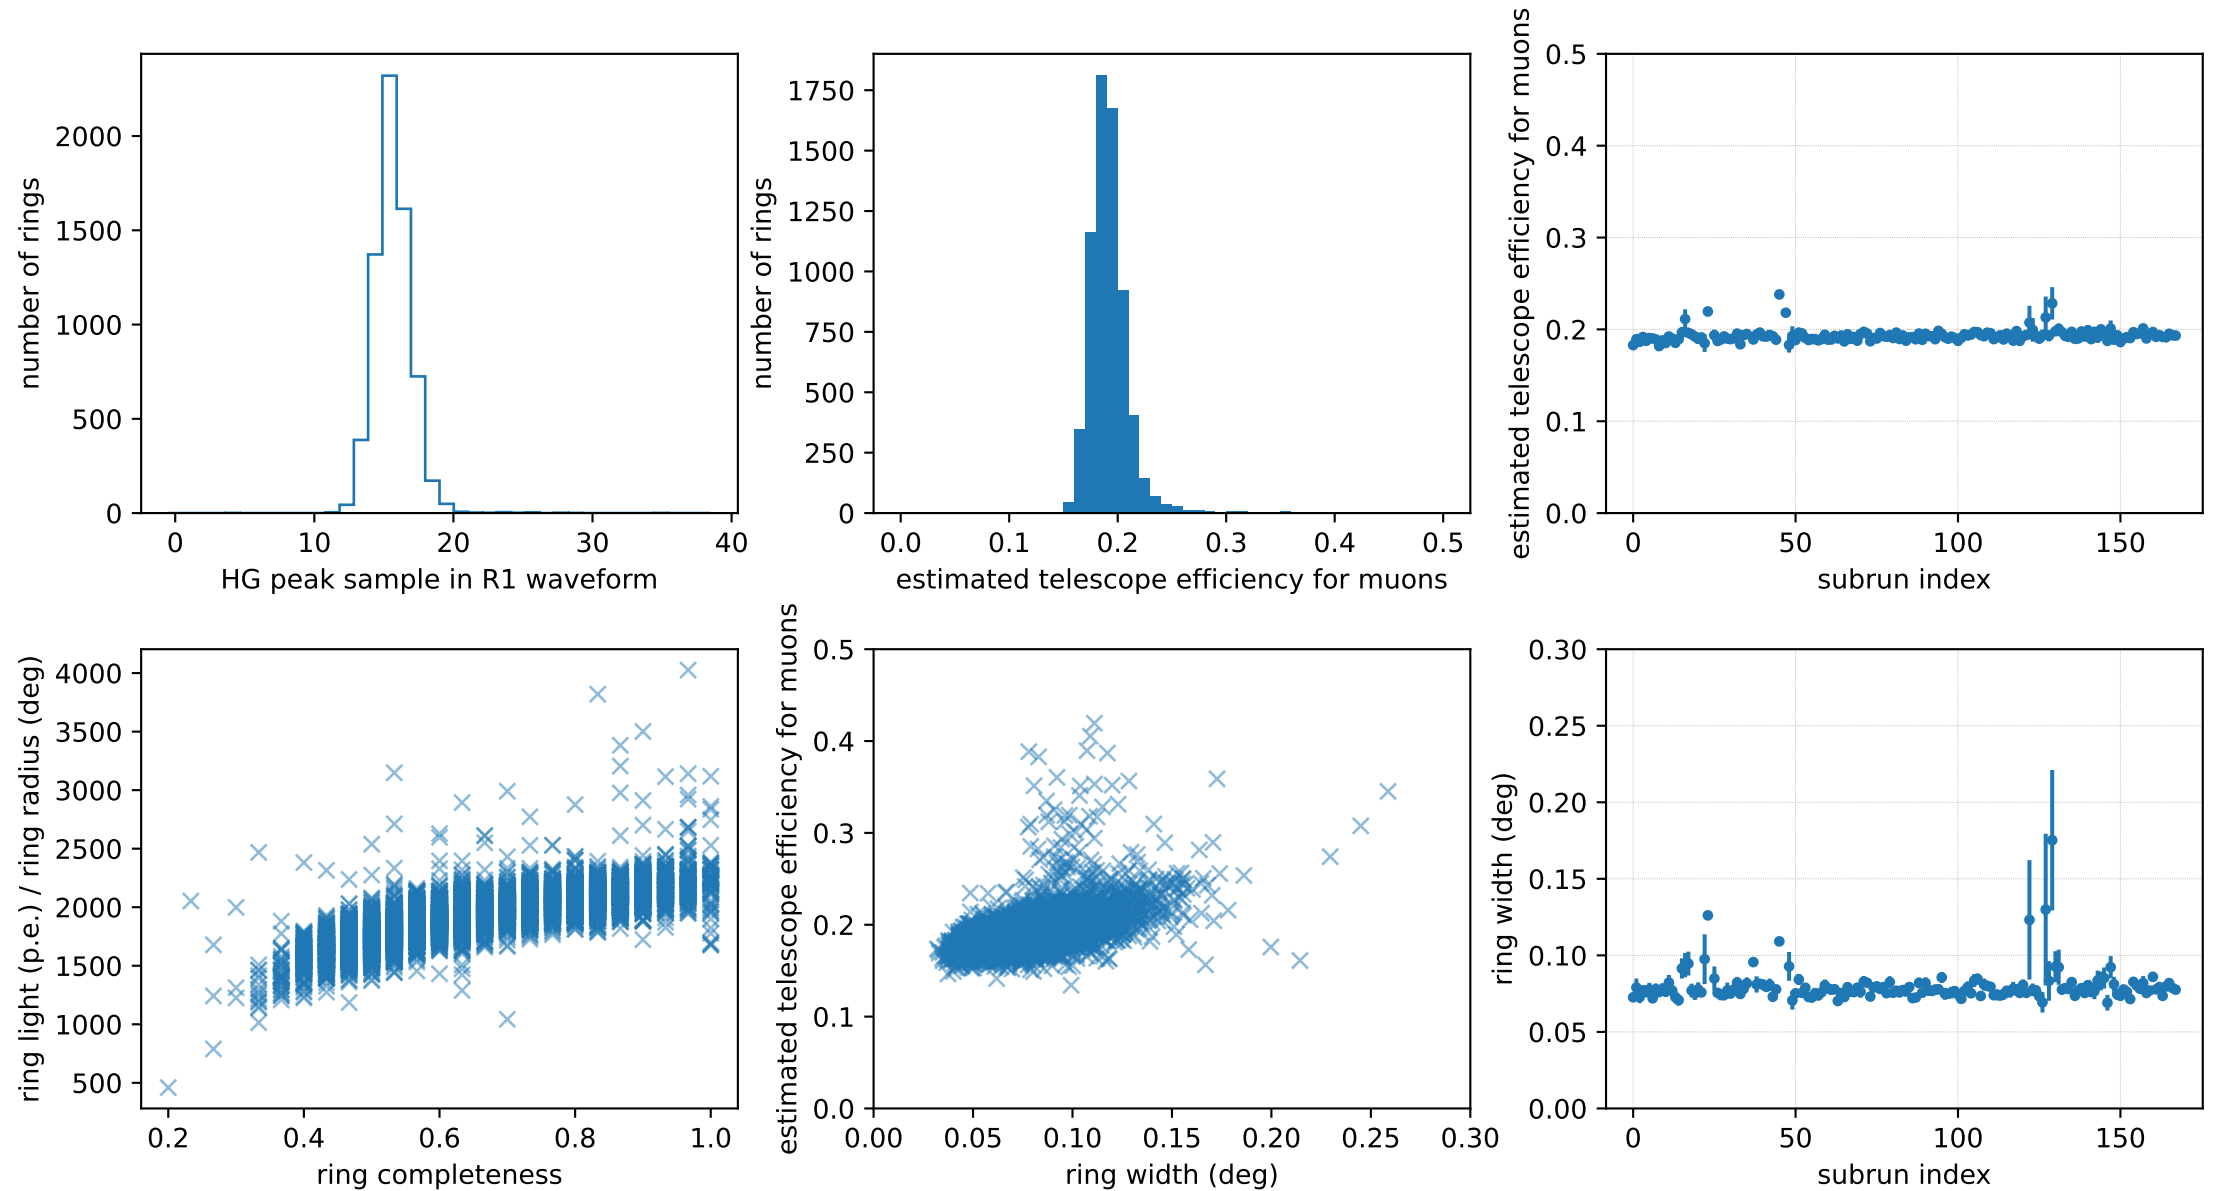 2000
1500
1000
500
0
number of rings
0 10 20 30 40
HG peak sample in R1 waveform
1750
1500
1250
1000
750
500
250
0
number of rings
0.0 0.1 0.2 0.3 0.4 0.5
estimated telescope efficiency for muons
0.5
0.4
0.3
0.2
0.1
0.0
estimated telescope efficiency for muons
0 50 100 150
subrun index
4000
3500
3000
2500
2000
1500
1000
500
ring light (p.e.) / ring radius (deg)
0.2 0.4 0.6 0.8 1.0
ring completeness
0.5
0.4
0.3
0.2
0.1
0.0
estimated telescope efficiency for muons
0.00 0.05 0.10 0.15 0.20 0.25 0.30
ring width (deg)
0.30
0.25
0.20
0.15
0.10
0.05
0.00
ring width (deg)
0 50 100 150
subrun index